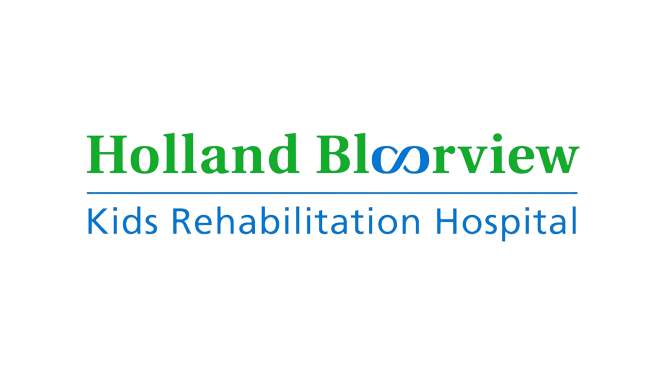 Holland Bloorview
Kids Rehabilitation Hospital